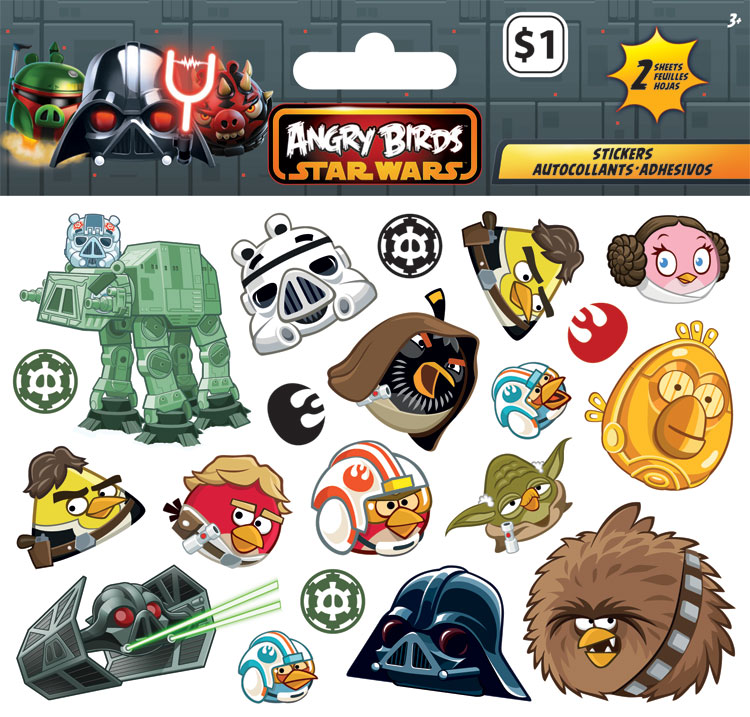 $1
3+
2 SHEETS
FEUILLES
HOJAS
ANGRY BIRDS
STAR WARS
STICKERS
AUTOCOLLANTS•ADHESIVOS